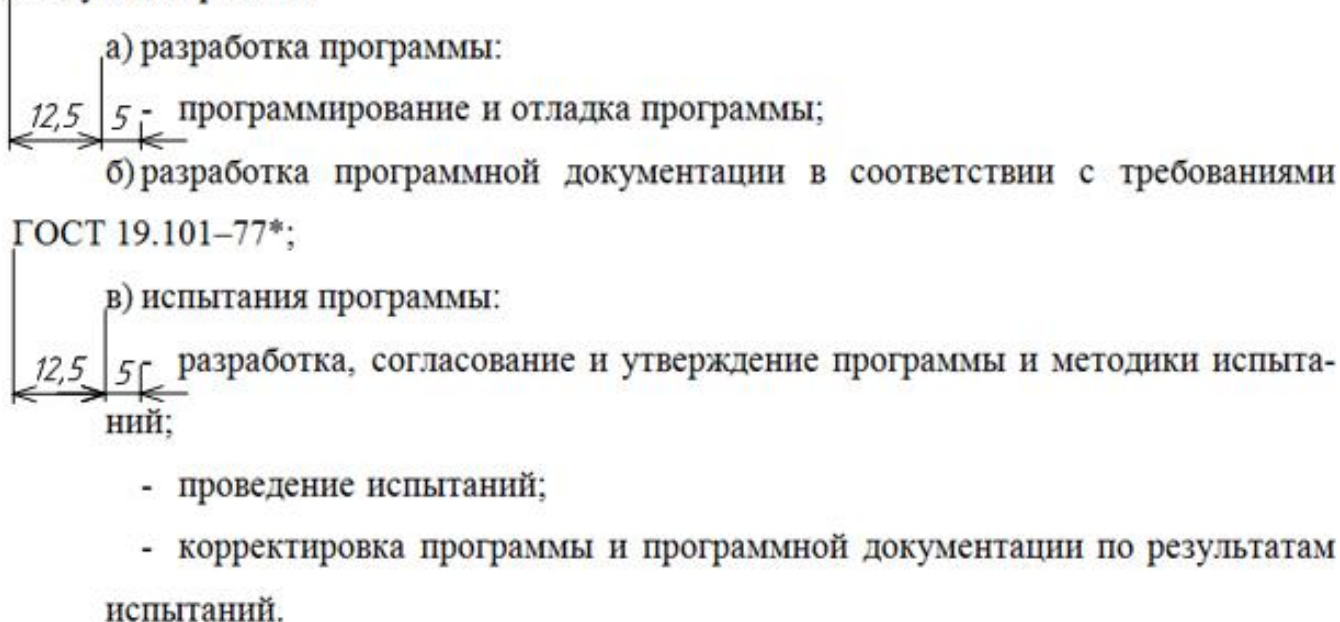 а) разработка программы:
12,5 5 - программирование и отладка программы;
б) разработка программной документации в соответствии с требованиями
ГОСТ 19.101–77*;
в) испытания программы:
12,5 5 - разработка, согласование и утверждение программы и методики испыта-
ний;
- проведение испытаний;
- корректировка программы и программной документации по результатам
испытаний.